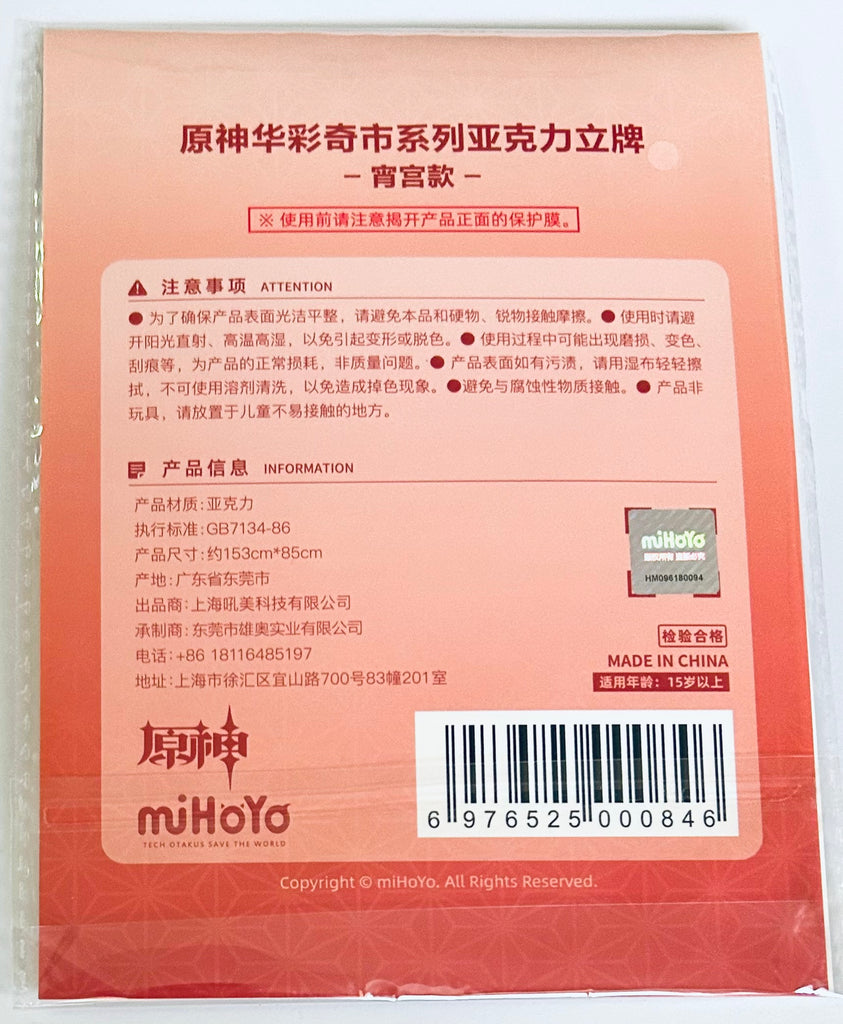 原神华彩奇市系列亚克力立牌
– 宵宫款 –
※ 使用前请注意揭开产品正面的保护膜。
注意事项 ATTENTION
● 为了确保产品表面光洁平整，请避免本品和硬物、锐物接触摩擦。● 使用时请避
开阳光直射、高温高湿，以免引起变形或脱色。● 使用过程中可能出现磨损、变色、
刮痕等，为产品的正常损耗，非质量问题。● 产品表面如有污渍，请用湿布轻轻擦
拭，不可使用溶剂清洗，以免造成掉色现象。●避免与腐蚀性物质接触。● 产品非
玩具，请放置于儿童不易接触的地方。
产品信息 INFORMATION
产品材质:亚克力
执行标准:GB7134-86
产品尺寸:约153cm*85cm
产地:广东省东莞市
出品商:上海吼美科技有限公司
承制商:东莞市雄奥实业有限公司
电话:+86 18116485197
地址:上海市徐汇区宜山路700号83幢201室
miHoYo
版权所有 盗版必究
HM096180094
检验合格
MADE IN CHINA
适用年龄：15岁以上
原神
miHoYo
TECH OTAKUS SAVE THE WORLD
6 976525 000846
Copyright © miHoYo. All Rights Reserved.